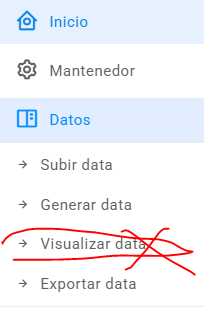 Inicio
Mantenedor
Datos
Subir data
Generar data
Visualizar data
Exportar data